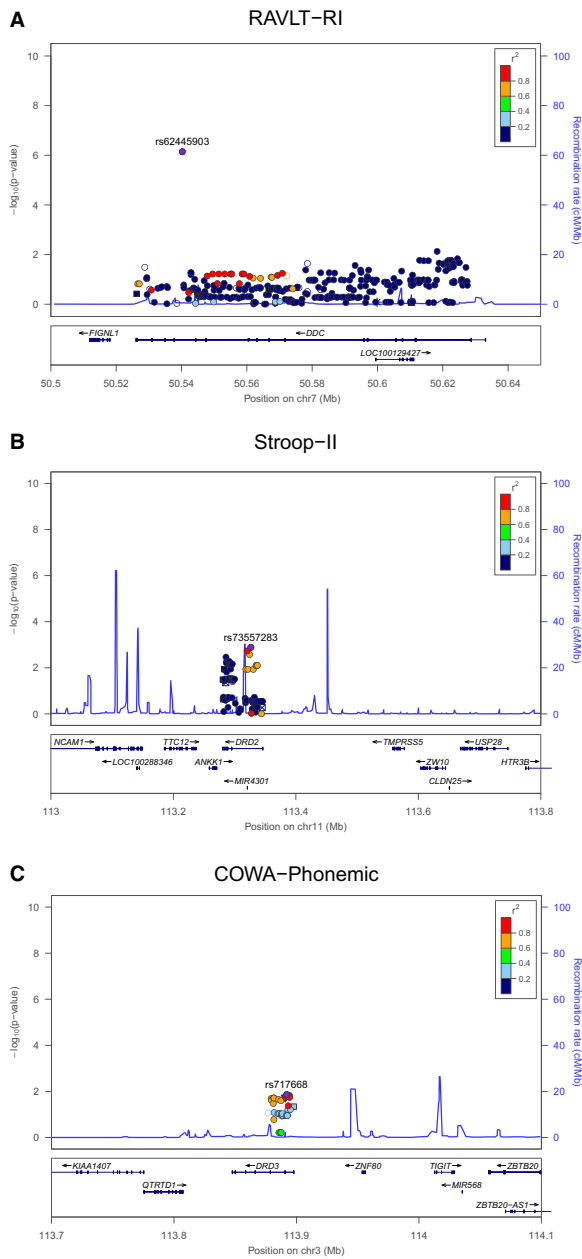 A
RAVLT−RI
10
8
6
4
2
0
−log10(p−value)
rs62445903
r2
0.8
0.6
0.4
0.2
100
80
60
40
20
0
Recombination rate (cM/Mb)
←FIGNL1
←DDC
LOC100129427→
50.5 50.52 50.54 50.56 50.58 50.6 50.62 50.64
Position on chr7 (Mb)
B
Stroop−II
10
8
6
4
2
0
−log10(p−value)
rs73557283
r2
0.8
0.6
0.4
0.2
100
80
60
40
20
0
Recombination rate (cM/Mb)
NCAM1→ TTC12→ ←DRD2 ←TMPRSS5 ←USP28
←LOC100288346 ANKK1→ ←ZW10 HTR3B→
←MIR4301 CLDN25→
113 113.2 113.4 113.6 113.8
Position on chr11 (Mb)
C
COWA−Phonemic
10
8
6
4
2
0
−log10(p−value)
rs717668
r2
0.8
0.6
0.4
0.2
100
80
60
40
20
0
Recombination rate (cM/Mb)
←KIAA1407 ←DRD3 ←ZNF80 TIGIT→ ←ZBTB20
QTRTD1→ ←MIR568
ZBTB20−AS1→
113.7 113.8 113.9 114 114.1
Position on chr3 (Mb)